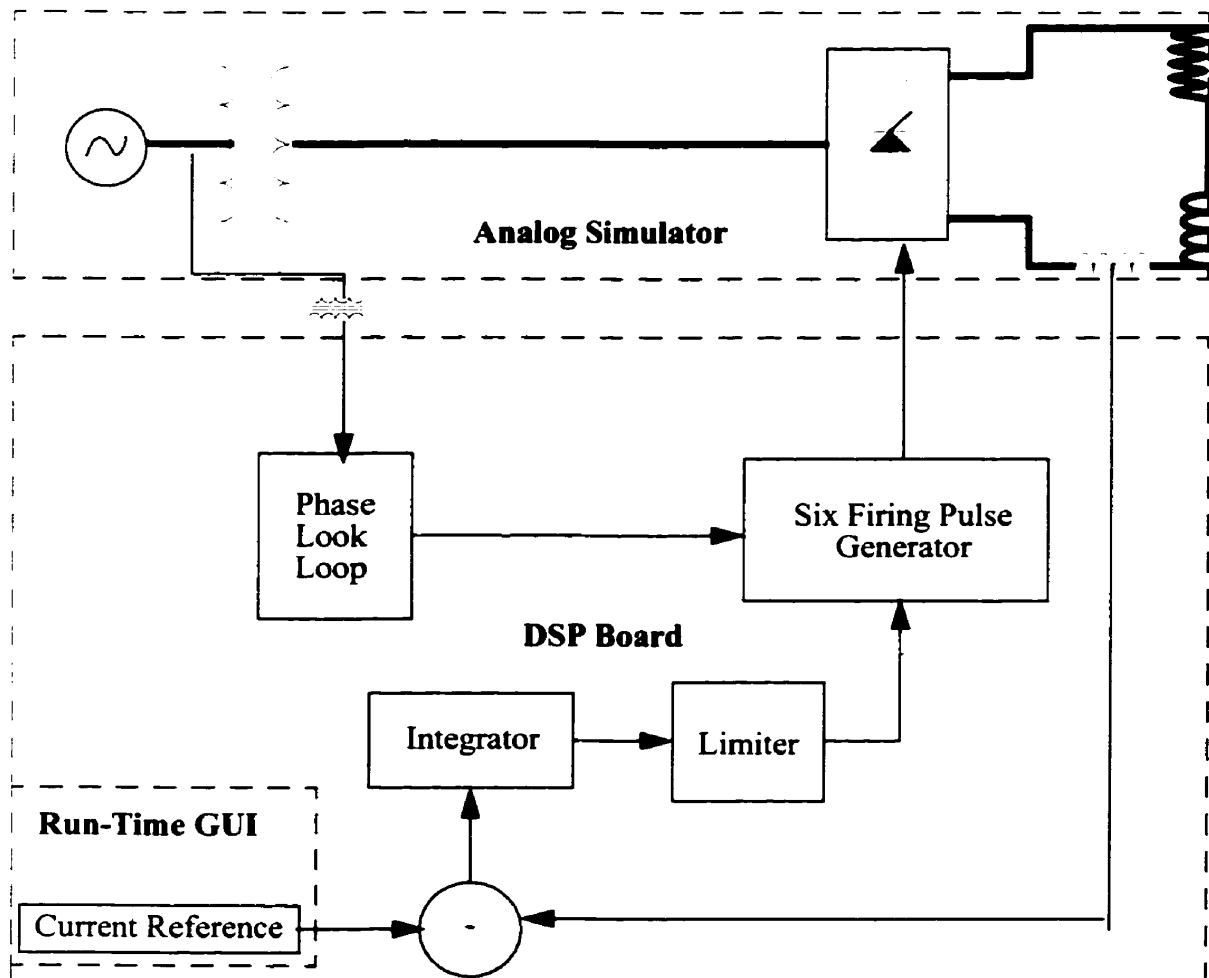 Analog Simulator
Phase
Look
Loop
Six Firing Pulse
Generator
DSP Board
Integrator
Limiter
Run-Time GUI
Current Reference
-